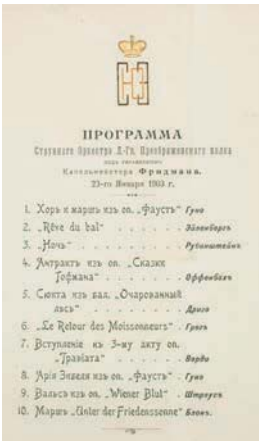 ПРОГРАММА
Струннаго Оркестра Л.-Гв. Преображенскаго полка
подъ управленіемъ
Капельмейстера Фридмана.
23-го Января 1903 г.
1. Хоръ и маршъ изъ оп. „Фаустъ“ Гуно
2. „Rêve du bal“ Эйленбергъ
3. „Ночь“ Рубинштейнъ
4. Антрактъ изъ оп. „Сказки
Гофмана“ Оффенбахъ
5. Сюита изъ бал. „Очарованный
лѣсъ“ Дриго
6. „Le Retour des Moissonneurs“ Григъ
7. Вступленіе къ 3-му акту оп.
„Травіата“ Верди
8. Арія Зибеля изъ оп. „Фаустъ“ Гуно
9. Вальсъ изъ оп. „Wiener Blut“ Штраусъ
10. Маршъ „Unter der Friedenssonne“ Блонъ.